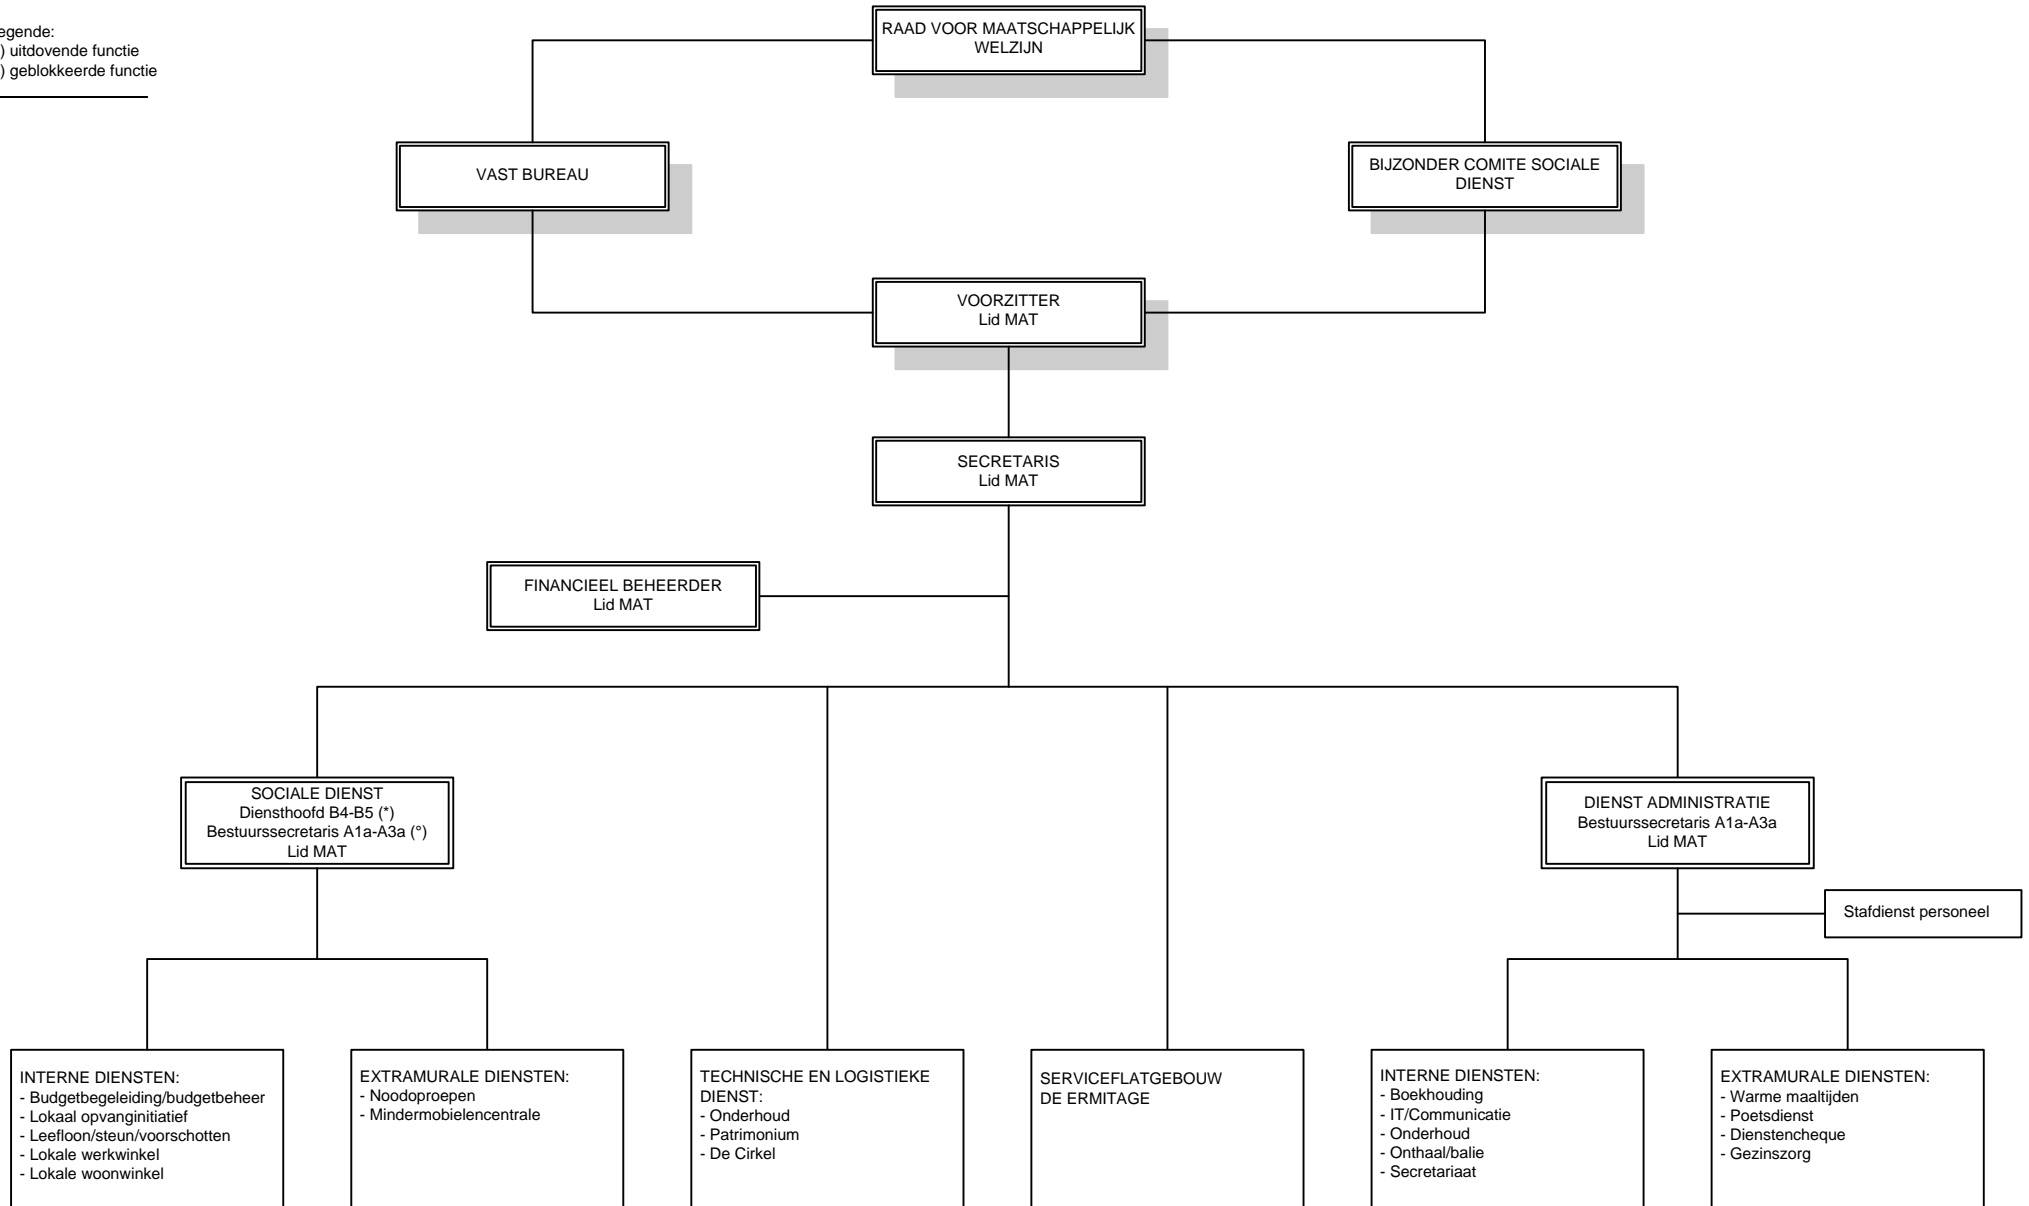 egende:
) uitdovende functie
) geblokkeerde functie
RAAD VOOR MAATSCHAPPELIJK
WELZIJN
VAST BUREAU
BIJZONDER COMITE SOCIALE
DIENST
VOORZITTER
Lid MAT
SECRETARIS
Lid MAT
FINANCIEEL BEHEERDER
Lid MAT
SOCIALE DIENST
Diensthoofd B4-B5 (*)
Bestuurssecretaris A1a-A3a (°)
Lid MAT
DIENST ADMINISTRATIE
Bestuurssecretaris A1a-A3a
Lid MAT
Stafdienst personeel
INTERNE DIENSTEN:
- Budgetbegeleiding/budgetbeheer
- Lokaal opvanginitiatief
- Leefloon/steun/voorschotten
- Lokale werkwinkel
- Lokale woonwinkel
EXTRAMURALE DIENSTEN:
- Noodoproepen
- Mindermobielencentrale
TECHNISCHE EN LOGISTIEKE
DIENST:
- Onderhoud
- Patrimonium
- De Cirkel
SERVICEFLATGEBOUW
DE ERMITAGE
INTERNE DIENSTEN:
- Boekhouding
- IT/Communicatie
- Onderhoud
- Onthaal/balie
- Secretariaat
EXTRAMURALE DIENSTEN:
- Warme maaltijden
- Poetsdienst
- Dienstencheque
- Gezinszorg